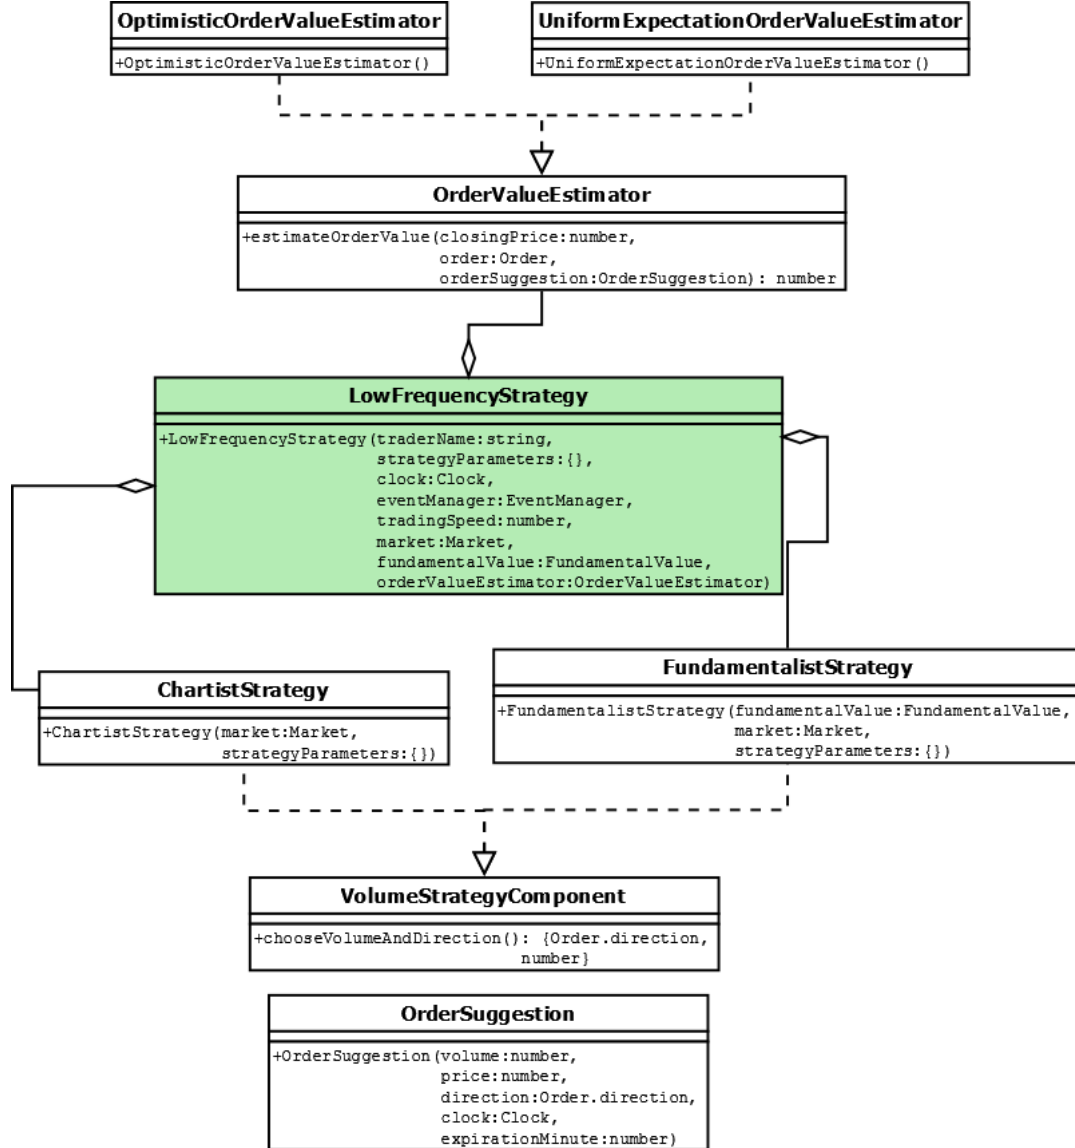 OptimisticOrderValueEstimator
+OptimisticOrderValueEstimator()
UniformExpectationOrderValueEstimator
+UniformExpectationOrderValueEstimator()
OrderValueEstimator
+estimateOrderValue(closingPrice:number,
order:Order,
orderSuggestion:OrderSuggestion): number
LowFrequencyStrategy
+LowFrequencyStrategy(traderName:string,
strategyParameters:{},
clock:Clock,
eventManager:EventManager,
tradingSpeed:number,
market:Market,
fundamentalValue:FundamentalValue,
orderValueEstimator:OrderValueEstimator)
ChartistStrategy
+ChartistStrategy(market:Market,
strategyParameters:{})
FundamentalistStrategy
+FundamentalistStrategy(fundamentalValue:FundamentalValue,
market:Market,
strategyParameters:{})
VolumeStrategyComponent
+chooseVolumeAndDirection(): {Order.direction,
number}
OrderSuggestion
+OrderSuggestion(volume:number,
price:number,
direction:Order.direction,
clock:Clock,
expirationMinute:number)